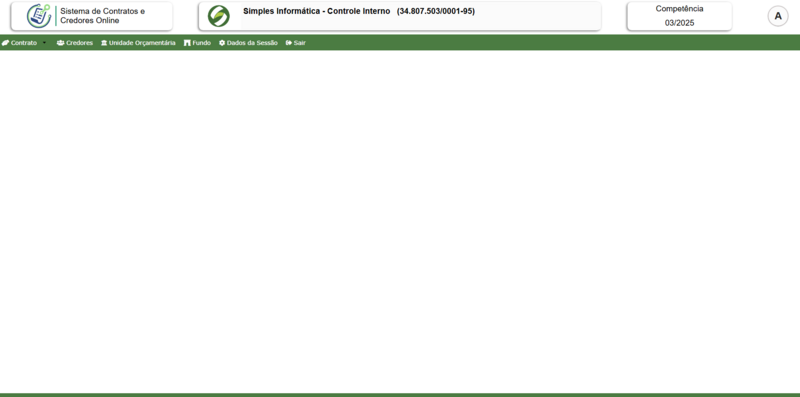 Sistema de Contratos e
Credores Online
Simples Informática - Controle Interno (34.807.503/0001-95)
Competência
03/2025
A
Contrato Credores Unidade Orçamentária Fundo Dados da Sessão Sair